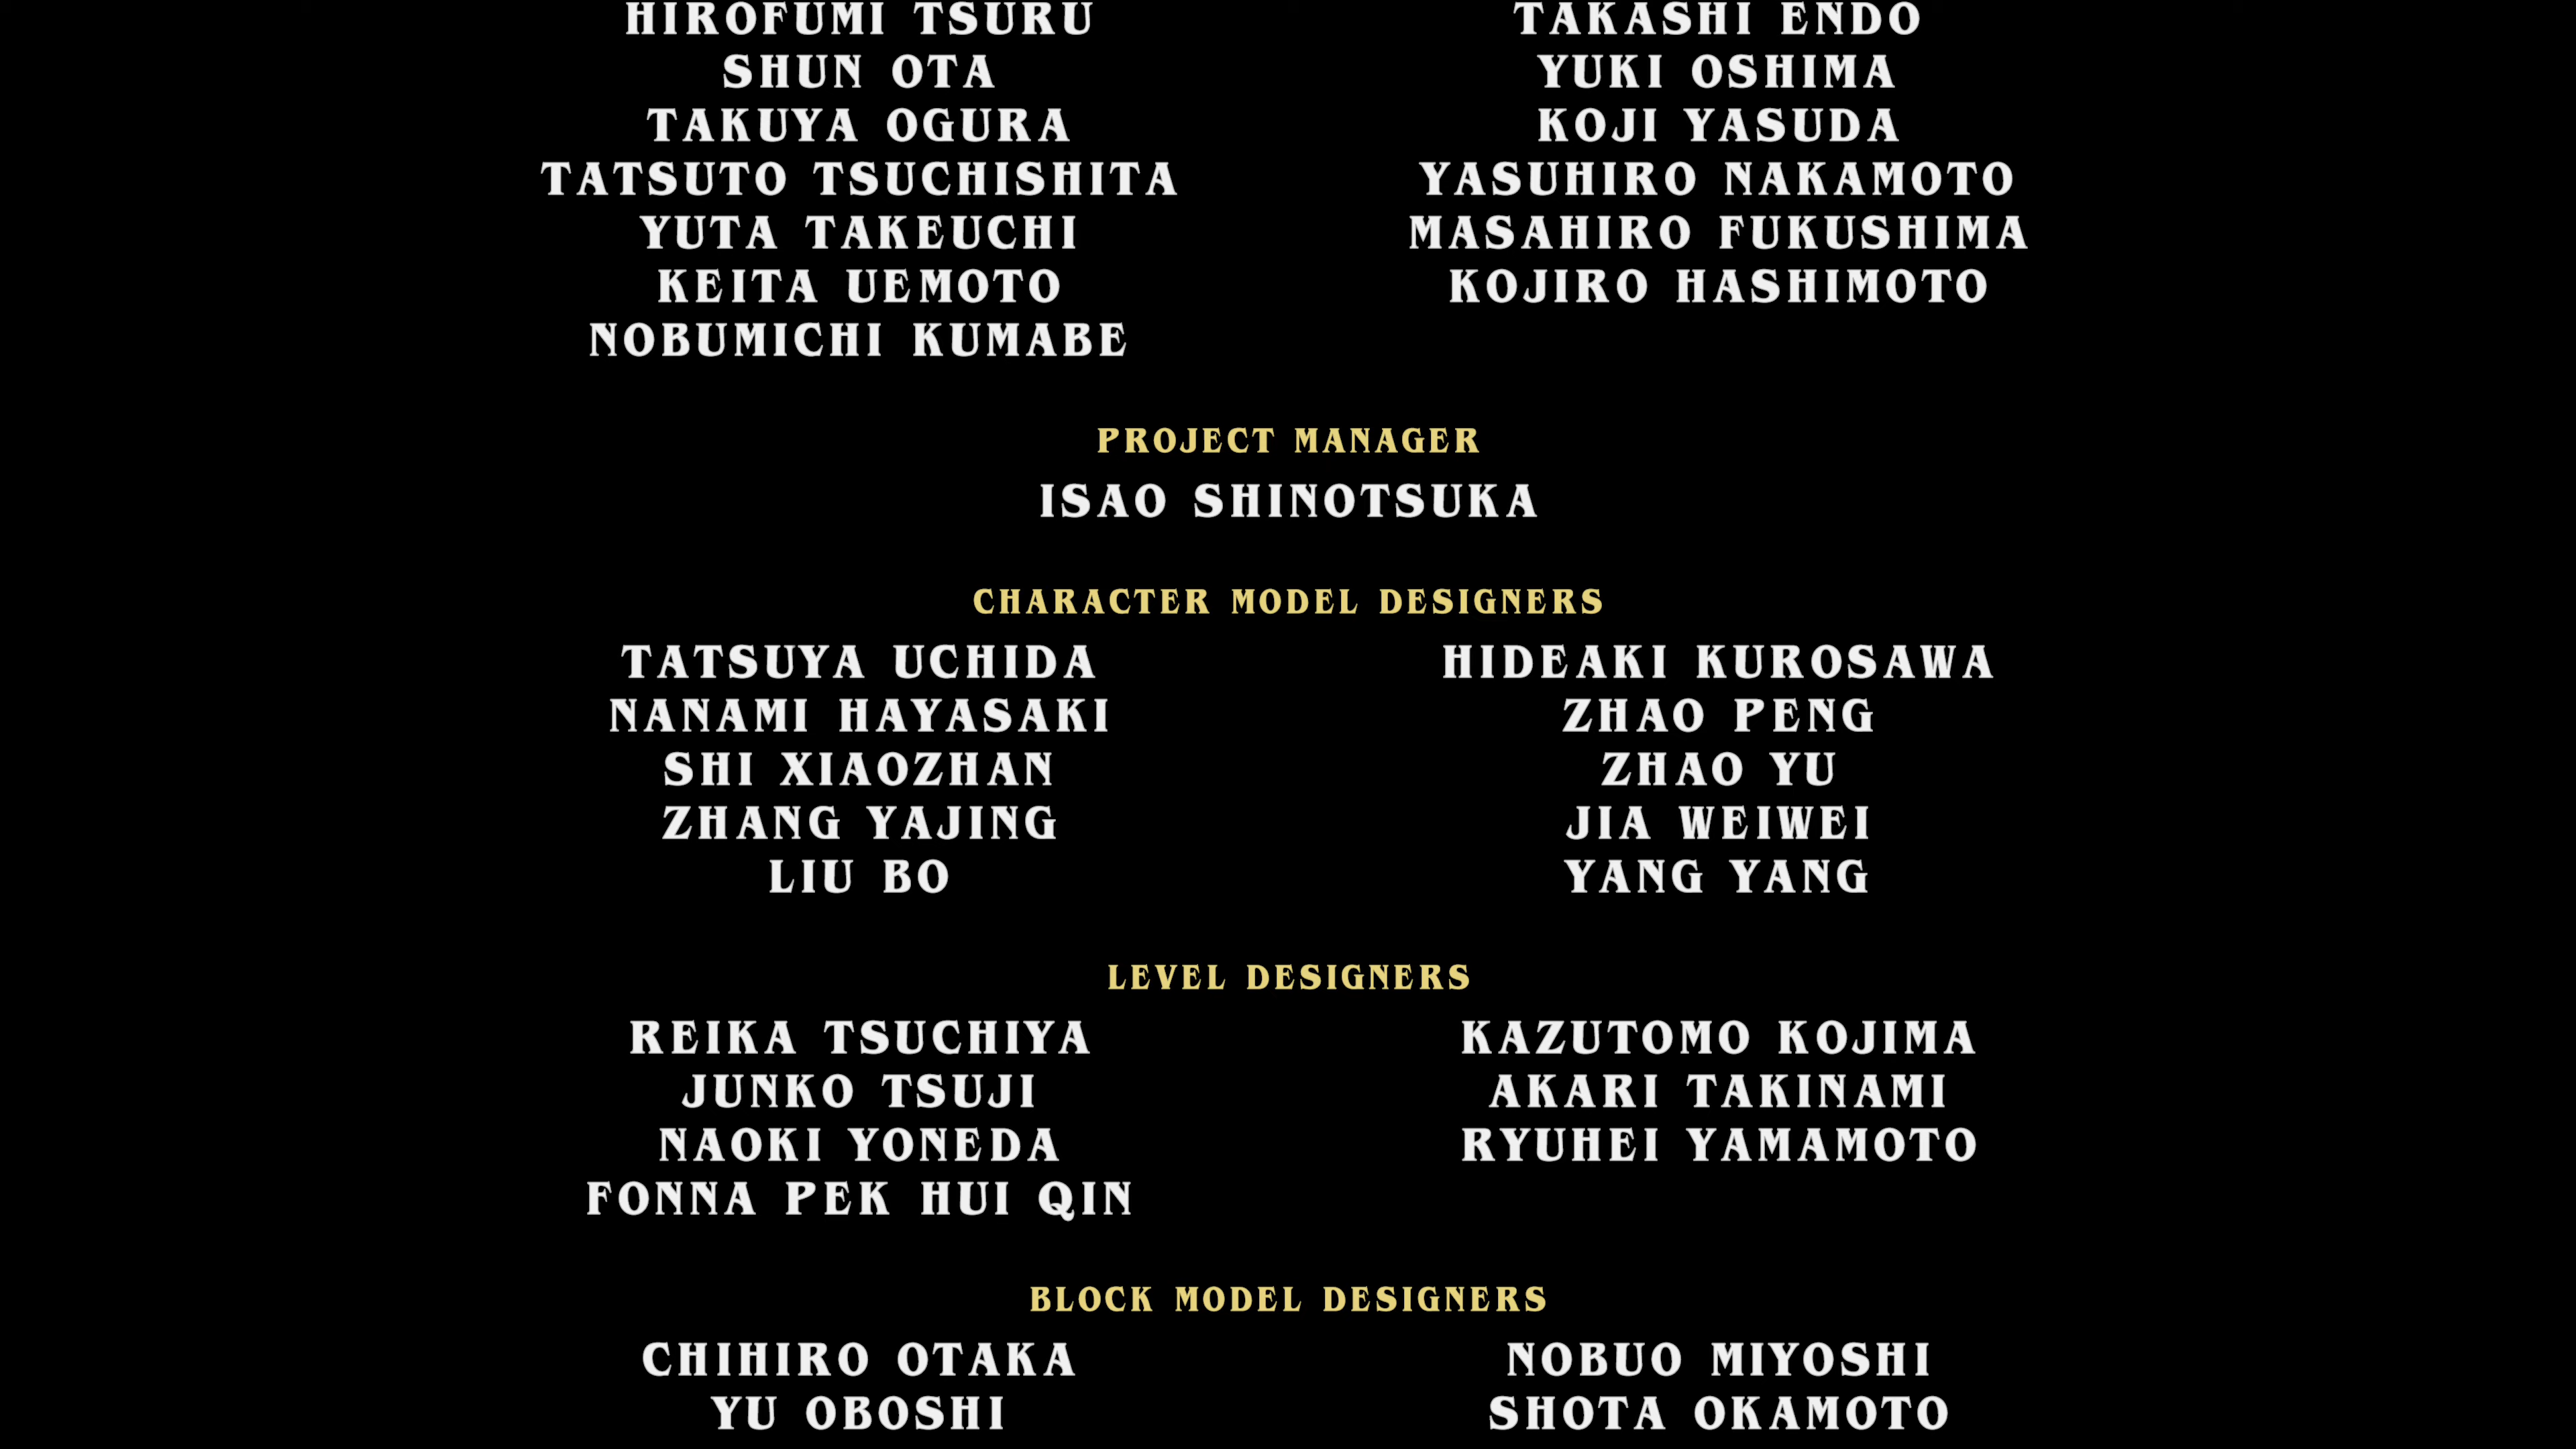 HIROFUMI TSURU TAKASHI ENDO
SHUN OTA YUKI OSHIMA
TAKUYA OGURA KOJI YASUDA
TATSUTO TSUCHISHITA YASUHIRO NAKAMOTO
YUTA TAKEUCHI MASAHIRO FUKUSHIMA
KEITA UEMOTO KOJIRO HASHIMOTO
NOBUMICHI KUMABE
PROJECT MANAGER
ISAO SHINOTSUKA
CHARACTER MODEL DESIGNERS
TATSUYA UCHIDA HIDEAKI KUROSAWA
NANAMI HAYASAKI ZHAO PENG
SHI XIAOZHAN ZHAO YU
ZHANG YAJING JIA WEIWEI
LIU BO YANG YANG
LEVEL DESIGNERS
REIKA TSUCHIYA KAZUTOMO KOJIMA
JUNKO TSUJI AKARI TAKINAMI
NAOKI YONEDA RYUHEI YAMAMOTO
FONNA PEK HUI QIN
BLOCK MODEL DESIGNERS
CHIHIRO OTAKA NOBUO MIYOSHI
YU OBOSHI SHOTA OKAMOTO